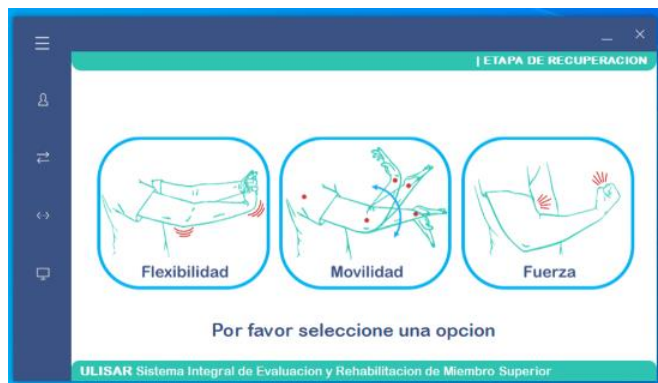 | ETAPA DE RECUPERACION
Flexibilidad
Movilidad
Fuerza
Por favor seleccione una opcion
ULISAR Sistema Integral de Evaluacion y Rehabilitacion de Miembro Superior